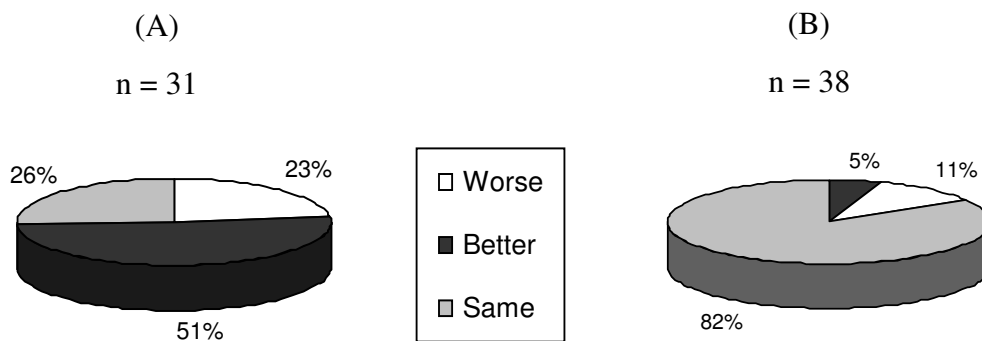 (A)
n = 31
26%
23%
51%
Worse
Better
Same
(B)
n = 38
5%
11%
82%